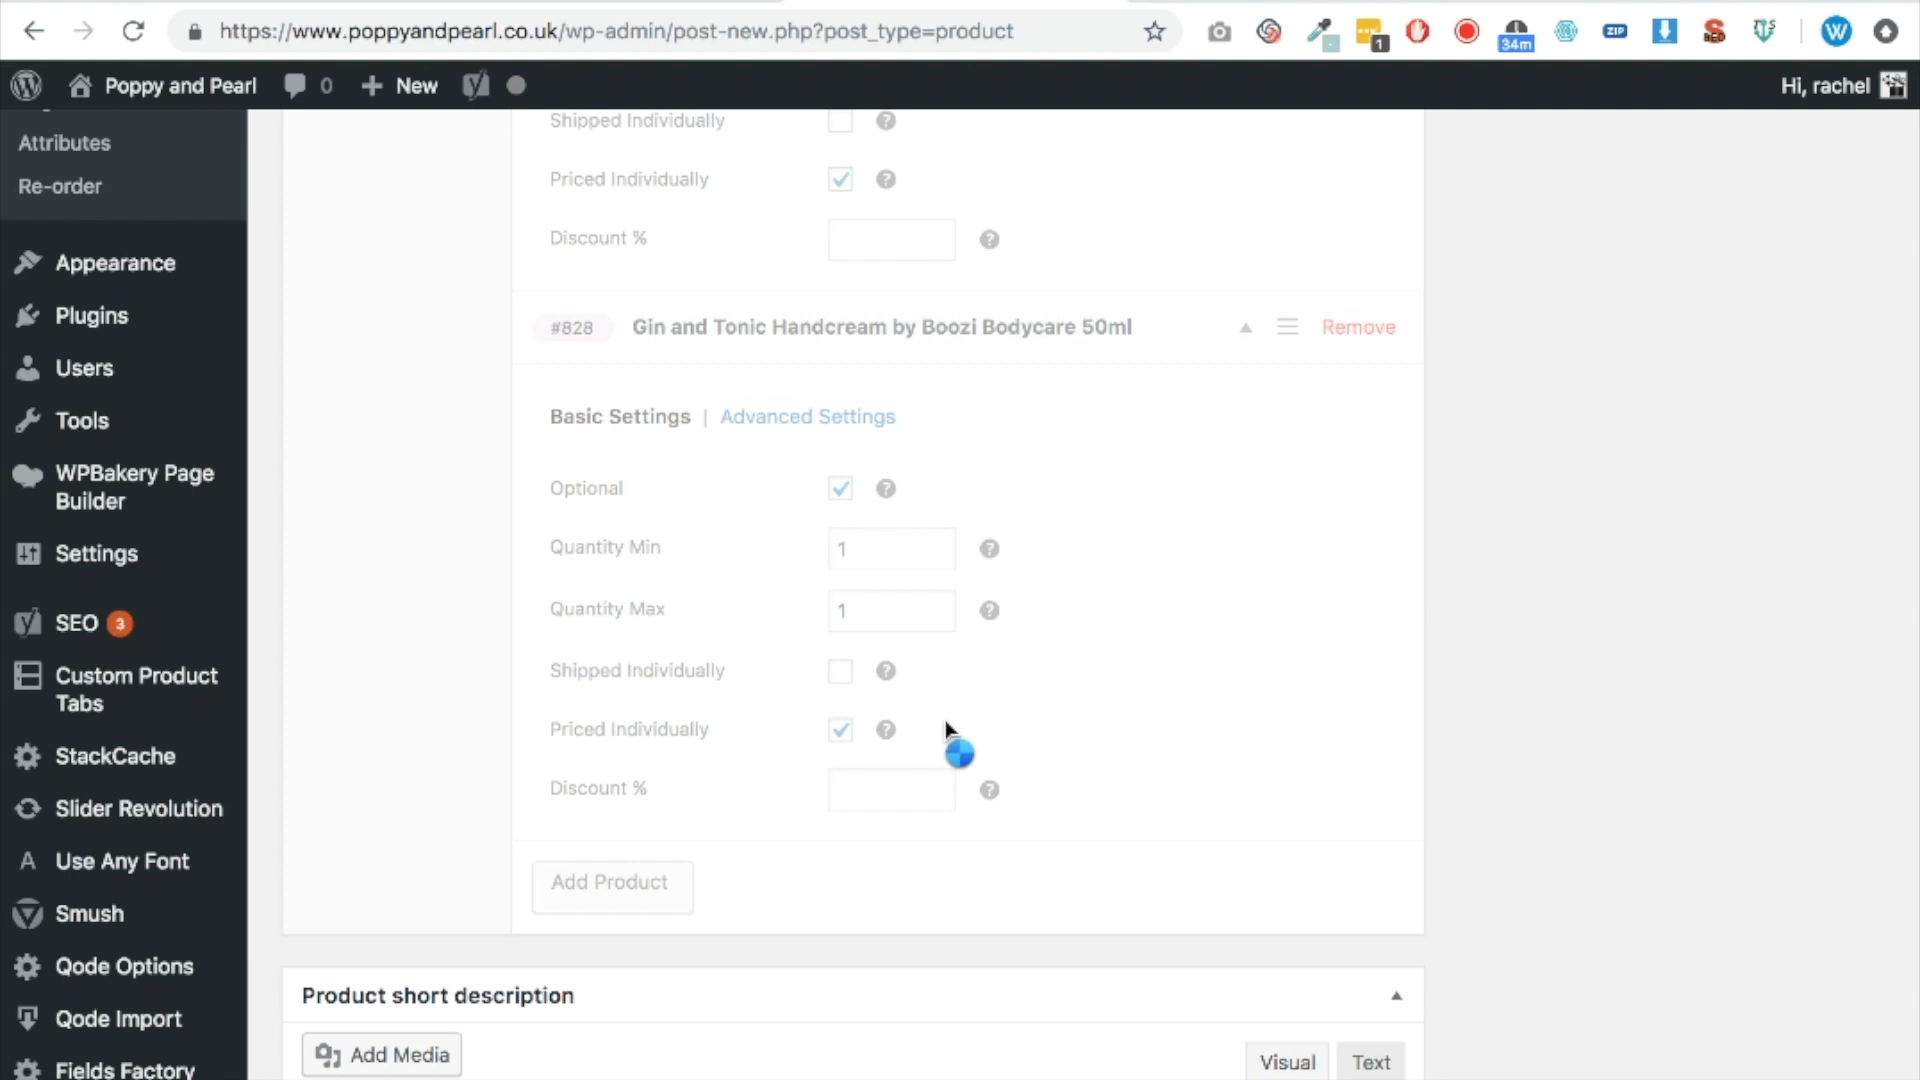 https://www.poppyandpearl.co.uk/wp-admin/post-new.php?post_type=product
1
34m
ZIP
SEO
W
Poppy and Pearl
0
New
Hi, rachel
Attributes
Re-order
Appearance
Plugins
Users
Tools
WPBakery Page
Builder
Settings
SEO 3
Custom Product
Tabs
StackCache
Slider Revolution
Use Any Font
Smush
Qode Options
Qode Import
Fields Factory
Shipped Individually
Priced Individually
Discount %
#828 Gin and Tonic Handcream by Boozi Bodycare 50ml Remove
Basic Settings | Advanced Settings
Optional
Quantity Min 1
Quantity Max 1
Shipped Individually
Priced Individually
Discount %
Add Product
Product short description
Add Media
Visual Text